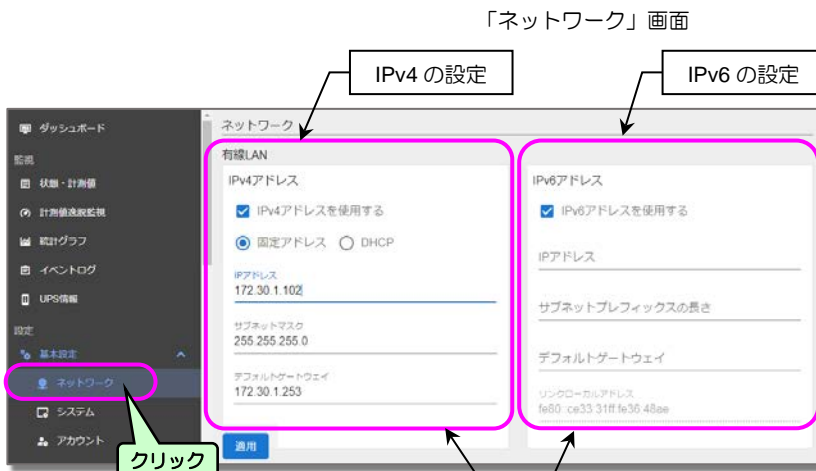 「ネットワーク」画面
IPv4 の設定
IPv6 の設定
ダッシュボード
監視
状態・計測値
計測値逸脱監視
統計グラフ
イベントログ
UPS情報
設定
基本設定
ネットワーク
システム
アカウント
クリック
ネットワーク
有線LAN
IPv4アドレス
IPv4アドレスを使用する
固定アドレス DHCP
IPアドレス
172.30.1.102
サブネットマスク
255.255.255.0
デフォルトゲートウェイ
172.30.1.253
適用
IPv6アドレス
IPv6アドレスを使用する
IPアドレス
サブネットプレフィックスの長さ
デフォルトゲートウェイ
リンクローカルアドレス
fe80::ce33:31ff:fe36:48ee